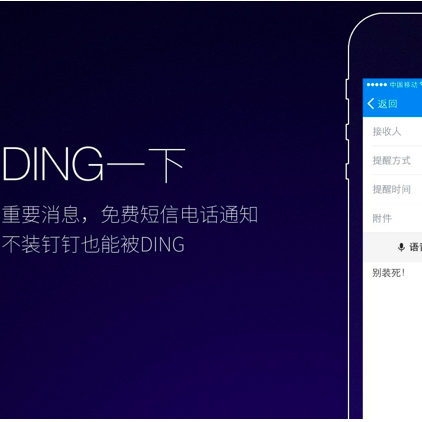 DING一下
重要消息，免费短信电话通知
不装钉钉也能被DING
中国移动
返回
接收人
提醒方式
提醒时间
附件
语音
别装死！